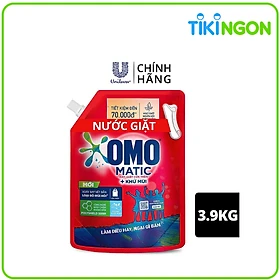 TIKINGON
Unilever
CHÍNH
HÃNG
TIẾT KIỆM ĐẾN
70.000đ
NƯỚC GIẶT
OMO
MATIC
+ KHỬ MÙI
MỚI
LÀM ĐIỀU HAY, NGẠI GÌ BẨN
3.9KG